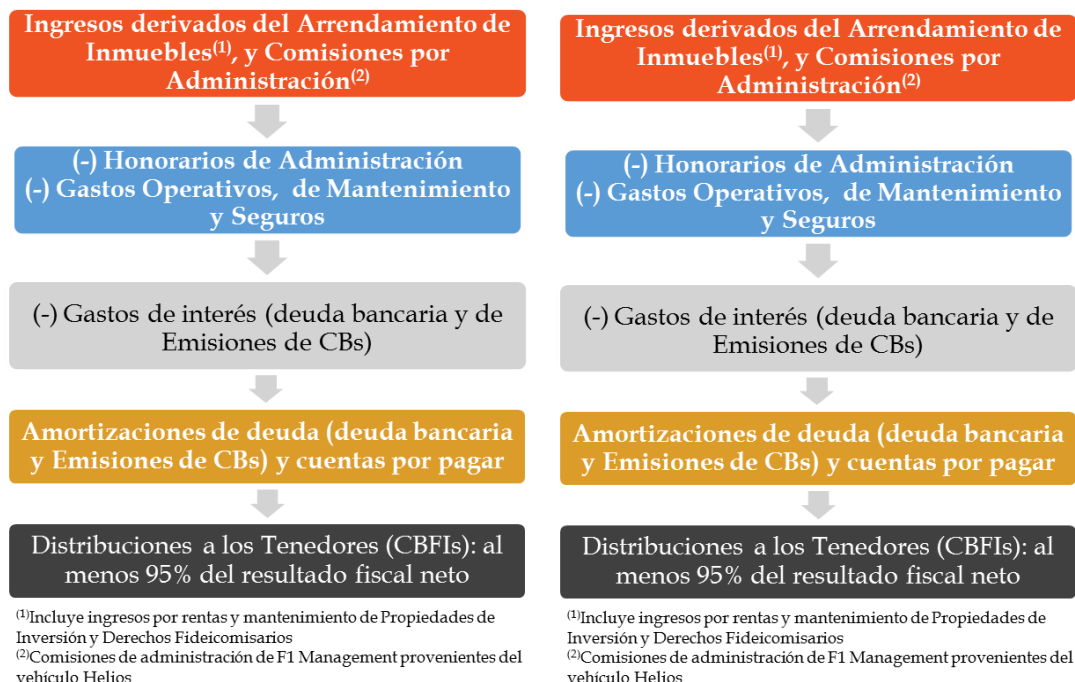 Ingresos derivados del Arrendamiento de
Inmuebles(1), y Comisiones por
Administración(2)
(-) Honorarios de Administración
(-) Gastos Operativos, de Mantenimiento
y Seguros
(-) Gastos de interés (deuda bancaria y de
Emisiones de CBs)
Amortizaciones de deuda (deuda bancaria
y Emisiones de CBs) y cuentas por pagar
Distribuciones a los Tenedores (CBFIs): al
menos 95% del resultado fiscal neto
(1)Incluye ingresos por rentas y mantenimiento de Propiedades de
Inversión y Derechos Fideicomisarios
(2)Comisiones de administración de F1 Management provenientes del
vehículo Helios
Ingresos derivados del Arrendamiento de
Inmuebles(1), y Comisiones por
Administración(2)
(-) Honorarios de Administración
(-) Gastos Operativos, de Mantenimiento
y Seguros
(-) Gastos de interés (deuda bancaria y de
Emisiones de CBs)
Amortizaciones de deuda (deuda bancaria
y Emisiones de CBs) y cuentas por pagar
Distribuciones a los Tenedores (CBFIs): al
menos 95% del resultado fiscal neto
(1)Incluye ingresos por rentas y mantenimiento de Propiedades de
Inversión y Derechos Fideicomisarios
(2)Comisiones de administración de F1 Management provenientes del
vehículo Helios